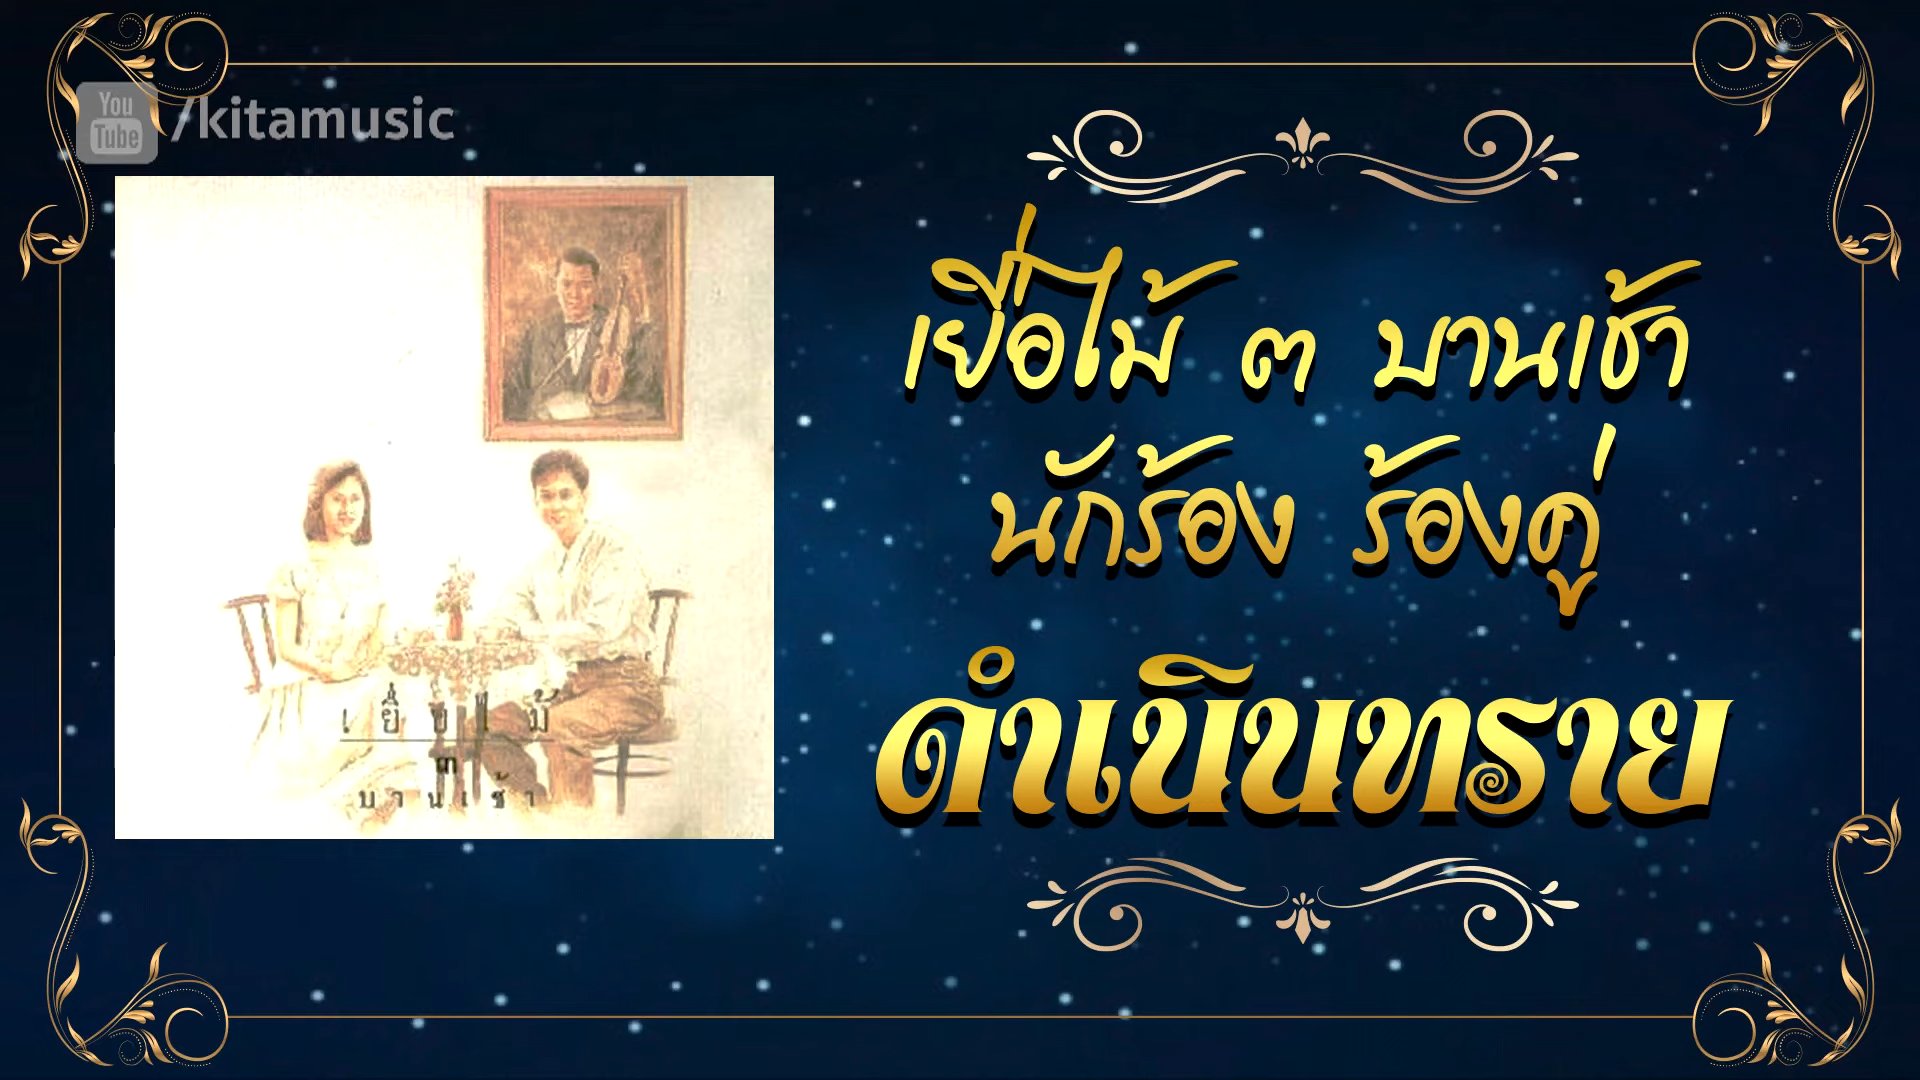 You
Tube
/kitamusic
เยื่อไม้ ๓ บานเช้า
นักร้อง ร้องคู่
ดำเนินทราย
เยื่อไม้
๓
บานเช้า